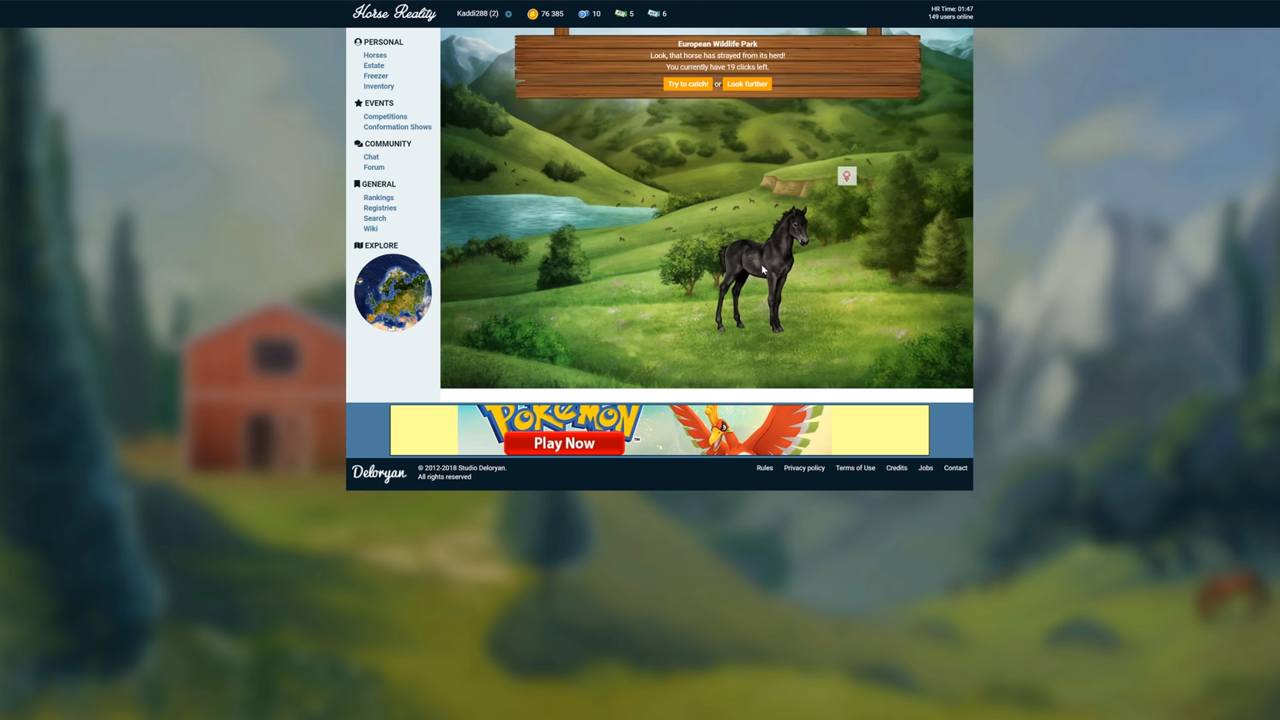 Horse Reality
Kaddi288 (2)
76 385
10
5
6
HR Time: 01:47
149 users online
PERSONAL
Horses
Estate
Freezer
Inventory
EVENTS
Competitions
Conformation Shows
COMMUNITY
Chat
Forum
GENERAL
Rankings
Registries
Search
Wiki
EXPLORE
European Wildlife Park
Look, that horse has strayed from its herd!
You currently have 19 clicks left.
Try to catch! or Look further
POKéMON
™
Play Now
Deloryan
© 2012-2018 Studio Deloryan.
All rights reserved
Rules Privacy policy Terms of Use Credits Jobs Contact